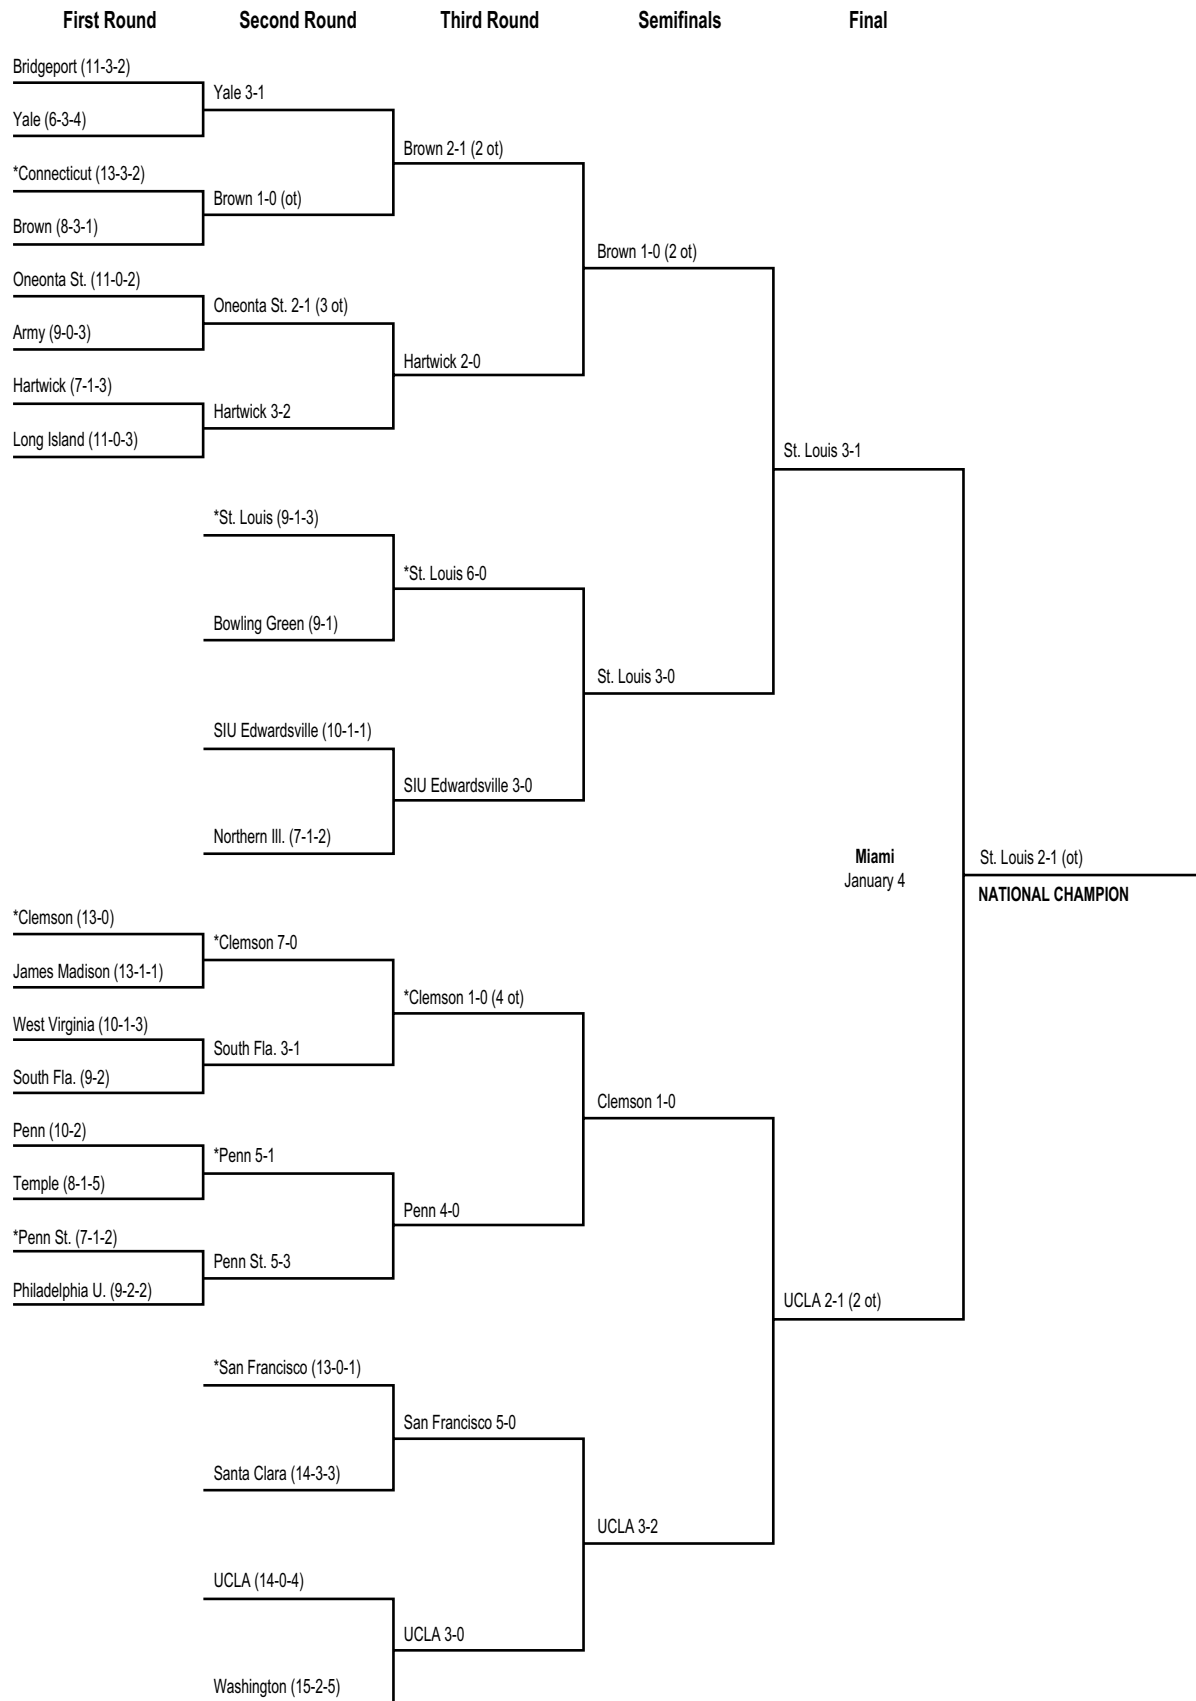 First Round Second Round Third Round Semifinals Final
Bridgeport (11-3-2)
Yale 3-1
Yale (6-3-4)
Brown 2-1 (2 ot)
*Connecticut (13-3-2)
Brown 1-0 (ot)
Brown (8-3-1)
Brown 1-0 (2 ot)
Oneonta St. (11-0-2)
Oneonta St. 2-1 (3 ot)
Army (9-0-3)
Hartwick 2-0
Hartwick (7-1-3)
Hartwick 3-2
Long Island (11-0-3)
St. Louis 3-1
*St. Louis (9-1-3)
*St. Louis 6-0
Bowling Green (9-1)
St. Louis 3-0
SIU Edwardsville (10-1-1)
SIU Edwardsville 3-0
Northern Ill. (7-1-2)
Miami
January 4
St. Louis 2-1 (ot)
NATIONAL CHAMPION
*Clemson (13-0)
*Clemson 7-0
James Madison (13-1-1)
*Clemson 1-0 (4 ot)
West Virginia (10-1-3)
South Fla. 3-1
South Fla. (9-2)
Clemson 1-0
Penn (10-2)
*Penn 5-1
Temple (8-1-5)
Penn 4-0
*Penn St. (7-1-2)
Penn St. 5-3
Philadelphia U. (9-2-2)
UCLA 2-1 (2 ot)
*San Francisco (13-0-1)
San Francisco 5-0
Santa Clara (14-3-3)
UCLA 3-2
UCLA (14-0-4)
UCLA 3-0
Washington (15-2-5)